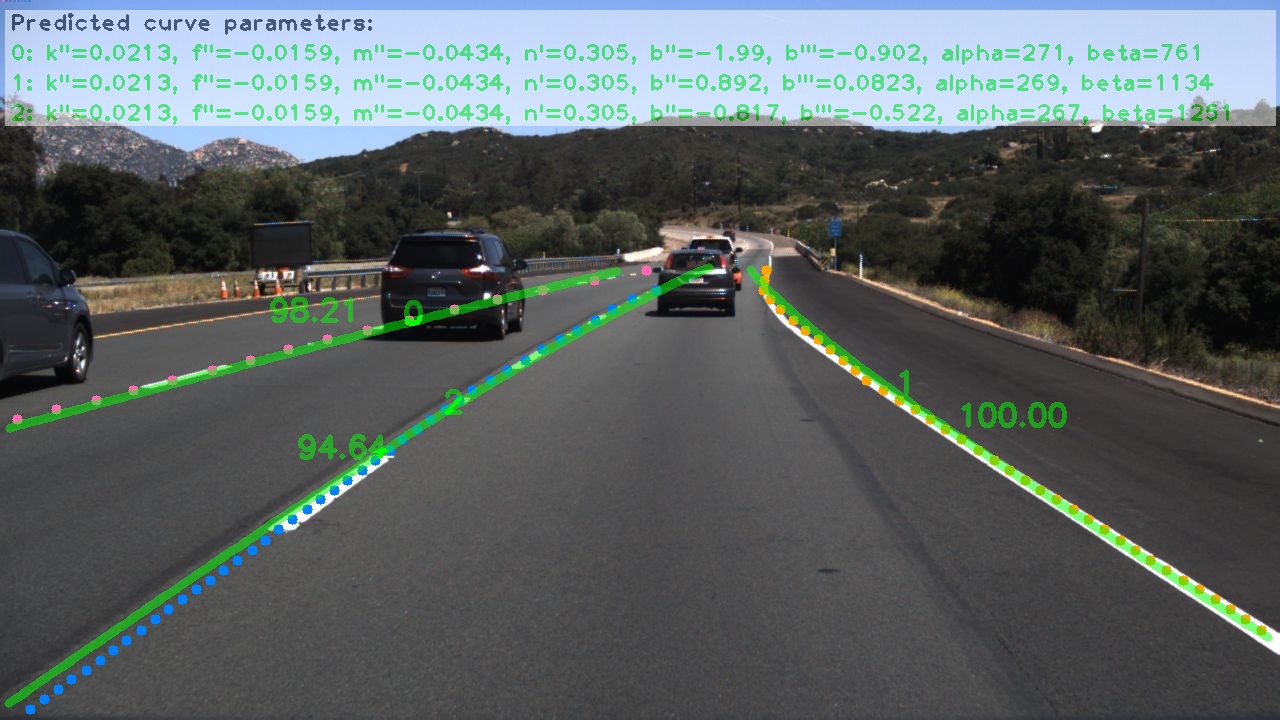 Predicted curve parameters:
0: k''=0.0213, f''=-0.0159, m''=-0.0434, n'=0.305, b''=-1.99, b'''=-0.902, alpha=271, beta=761
1: k''=0.0213, f''=-0.0159, m''=-0.0434, n'=0.305, b''=0.892, b'''=0.0823, alpha=269, beta=1134
2: k''=0.0213, f''=-0.0159, m''=-0.0434, n'=0.305, b''=-0.817, b'''=-0.522, alpha=267, beta=1251
98.21
0
1
2
100.00
94.64